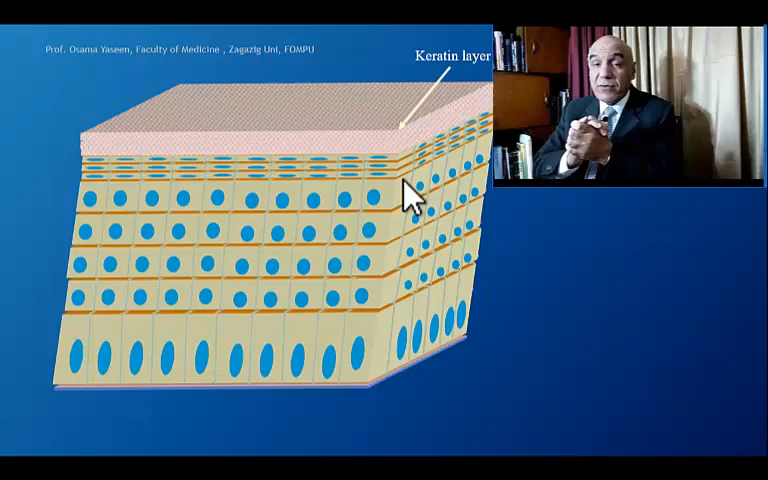 Prof. Osama Yaseen, Faculty of Medicine , Zagazig Uni, FOMPU
Keratin layer